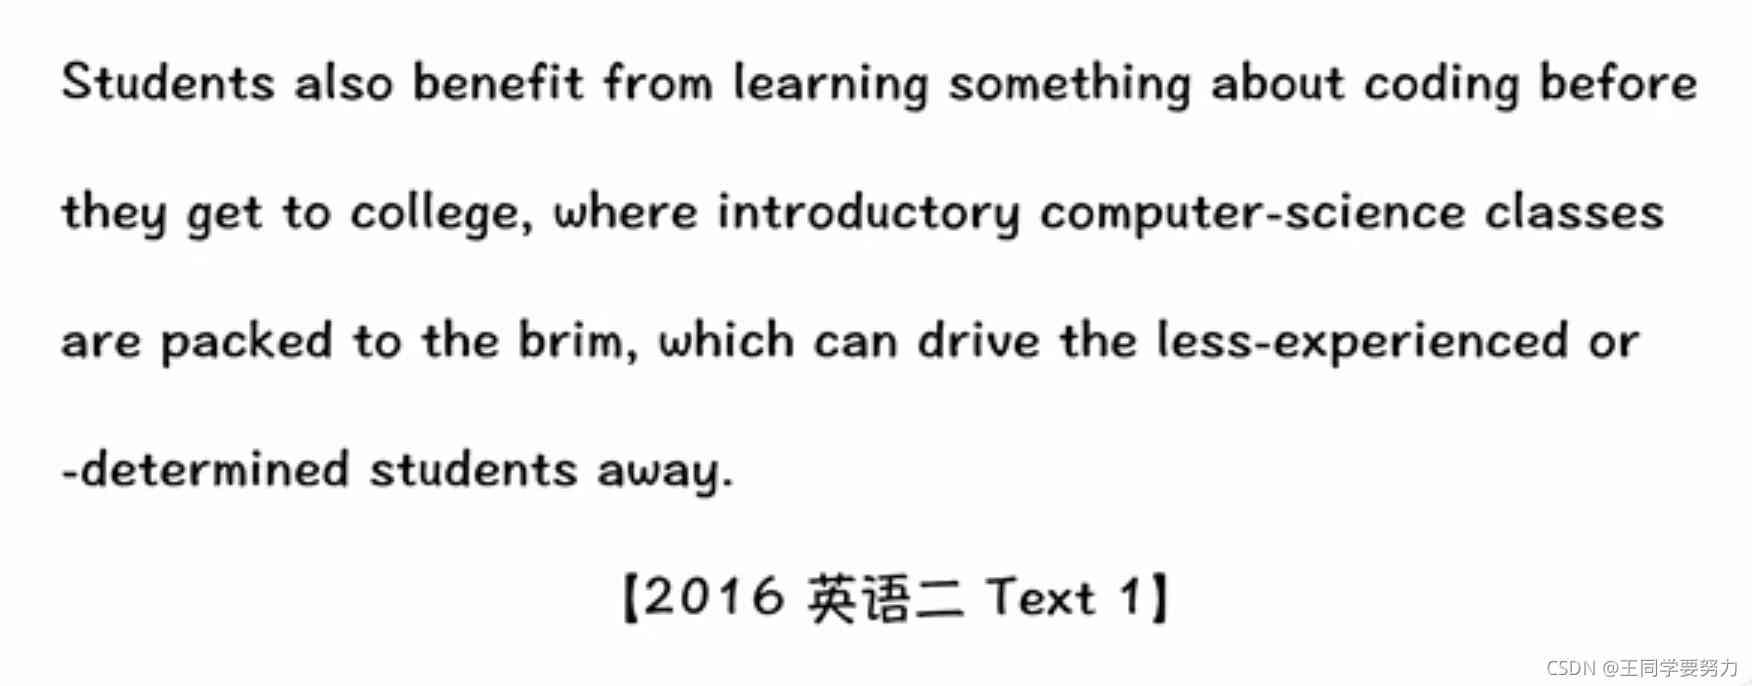 Students also benefit from learning something about coding before
they get to college, where introductory computer-science classes
are packed to the brim, which can drive the less-experienced or
-determined students away.
【2016 英语二 Text 1】
CSDN @王同学要努力